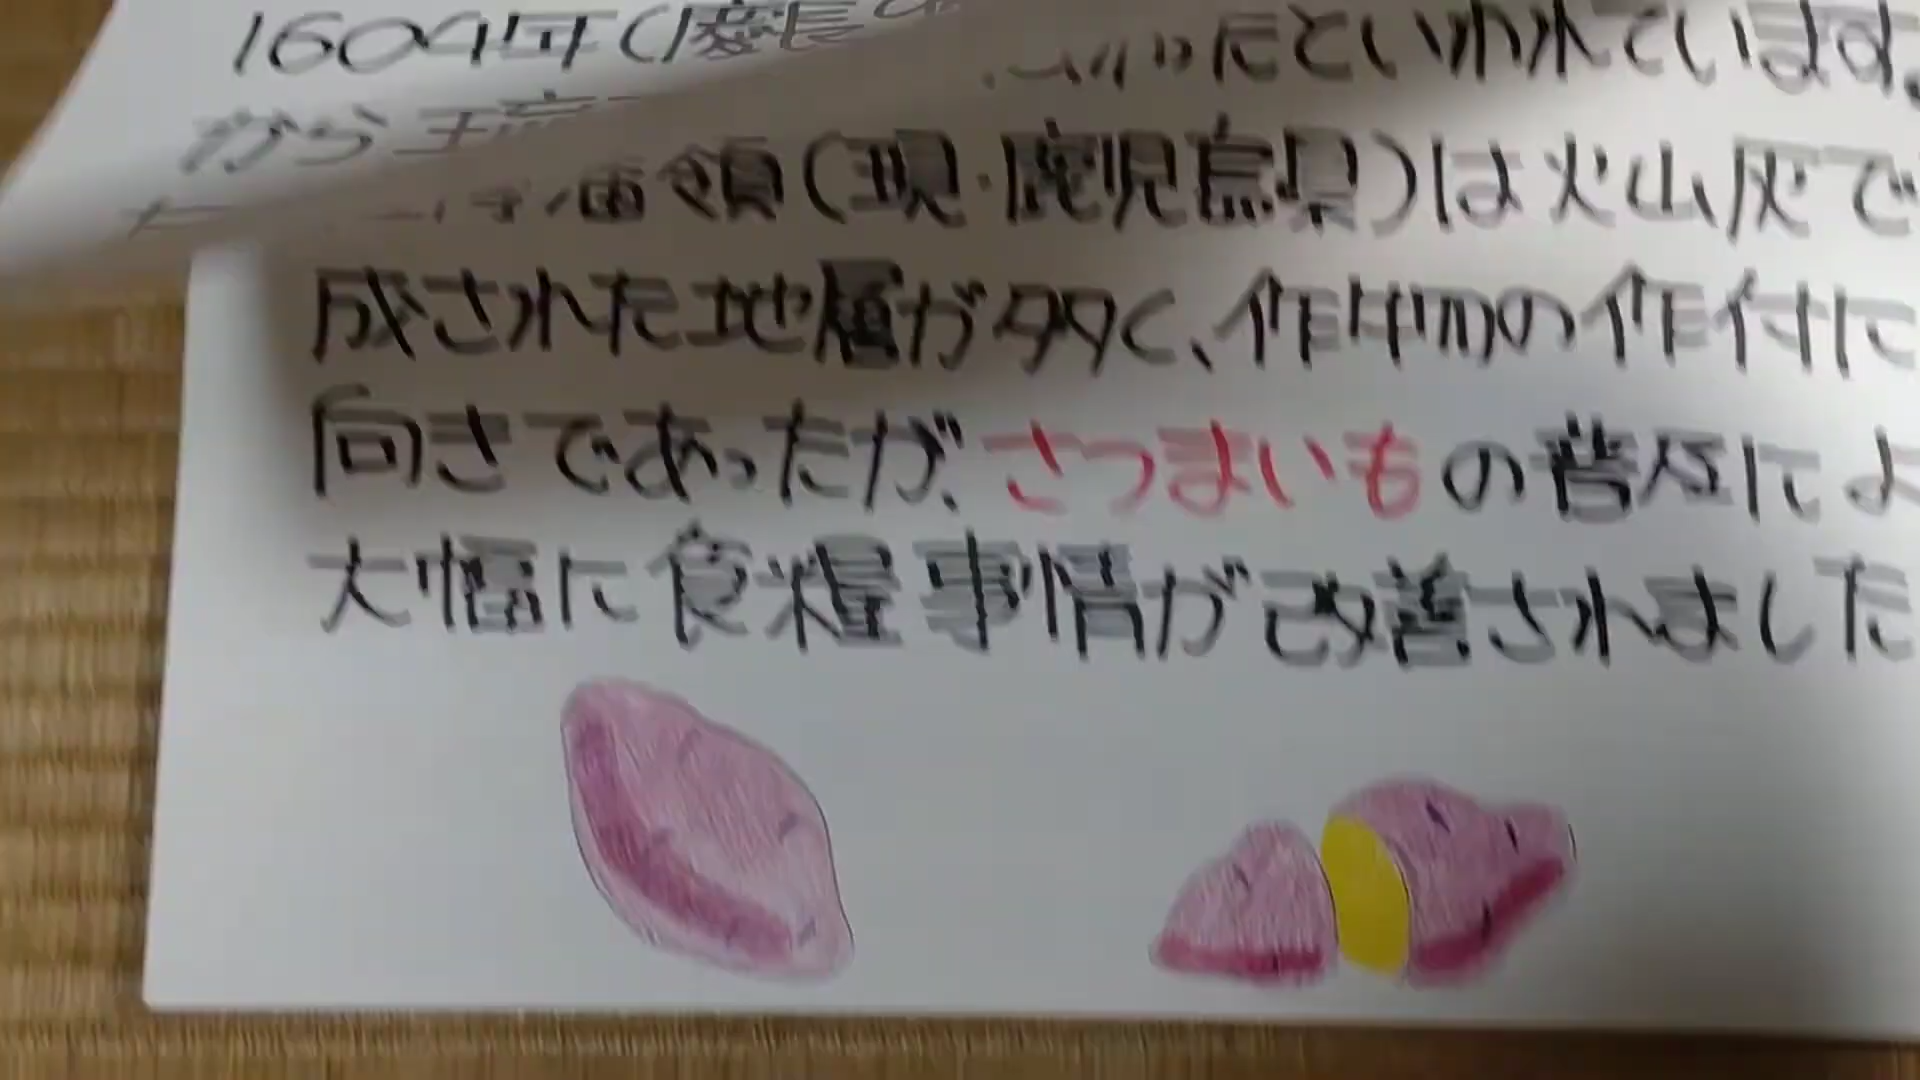 1604年(慶長
から
たといわれています。
領(現・鹿児島県)は火山灰で
成された地層が多く、作物の作付に
向きであったが、さつまいもの普及によ
大幅に食糧事情が改善されました